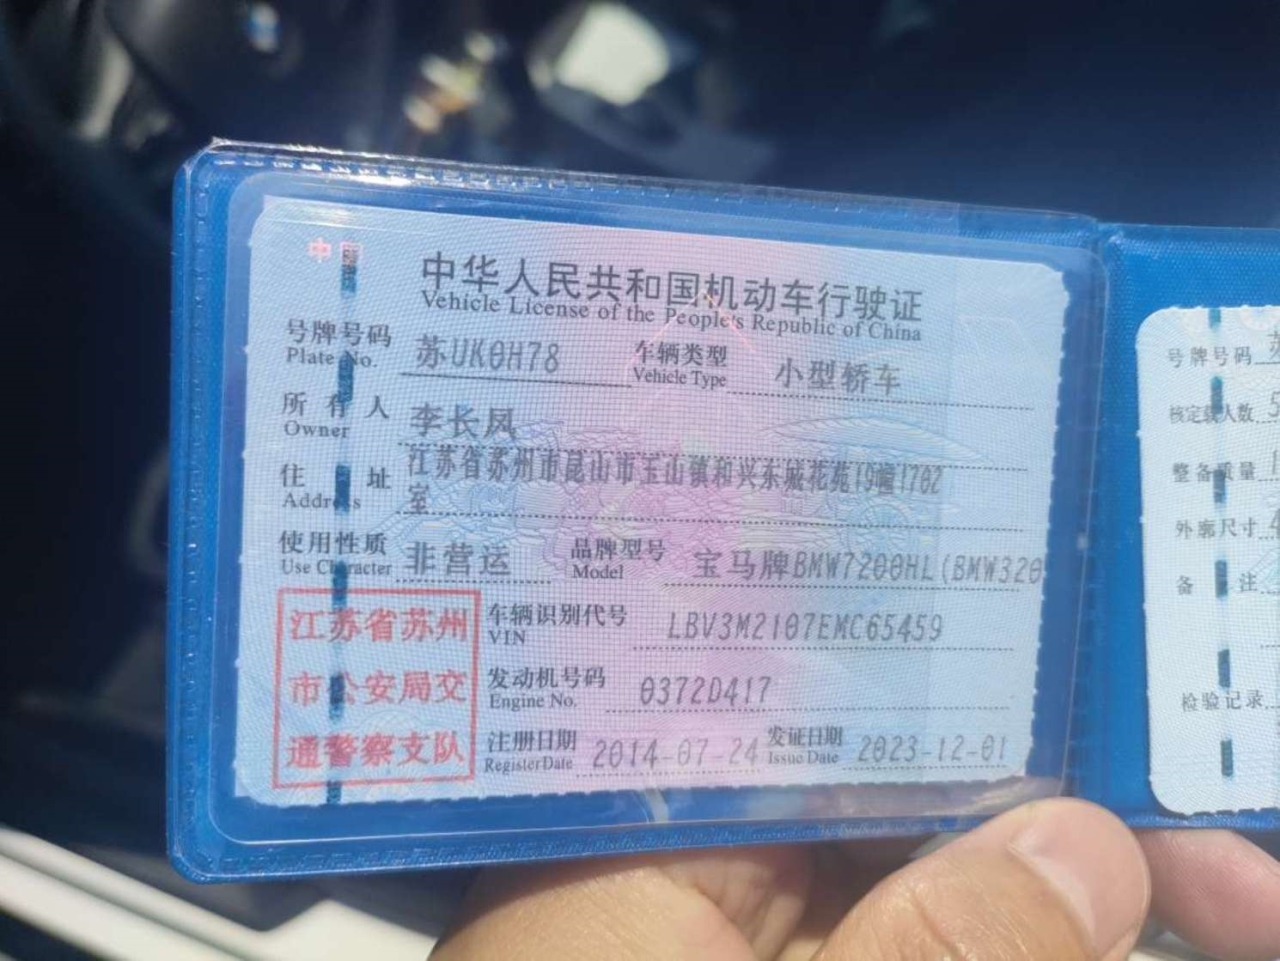 中国
中华人民共和国机动车行驶证
Vehicle License of the People's Republic of China
号牌号码 苏UK0H78 车辆类型 小型轿车
Plate No. Vehicle Type
所有人 李长凤
Owner
住址 江苏省苏州市昆山市玉山镇和兴东城花苑19幢1702
Address 室
使用性质 非营运 品牌型号 宝马牌BMW7200HL(BMW320
Use Character Model
江苏省苏州 车辆识别代号 LBV3M2107EMC65459
VIN
市公安局交 发动机号码 0372D417
Engine No.
通警察支队 注册日期 2014-07-24 发证日期 2023-12-01
Register Date Issue Date
号牌号码
核定载人数 5
整备质量
外廓尺寸
备注
检验记录